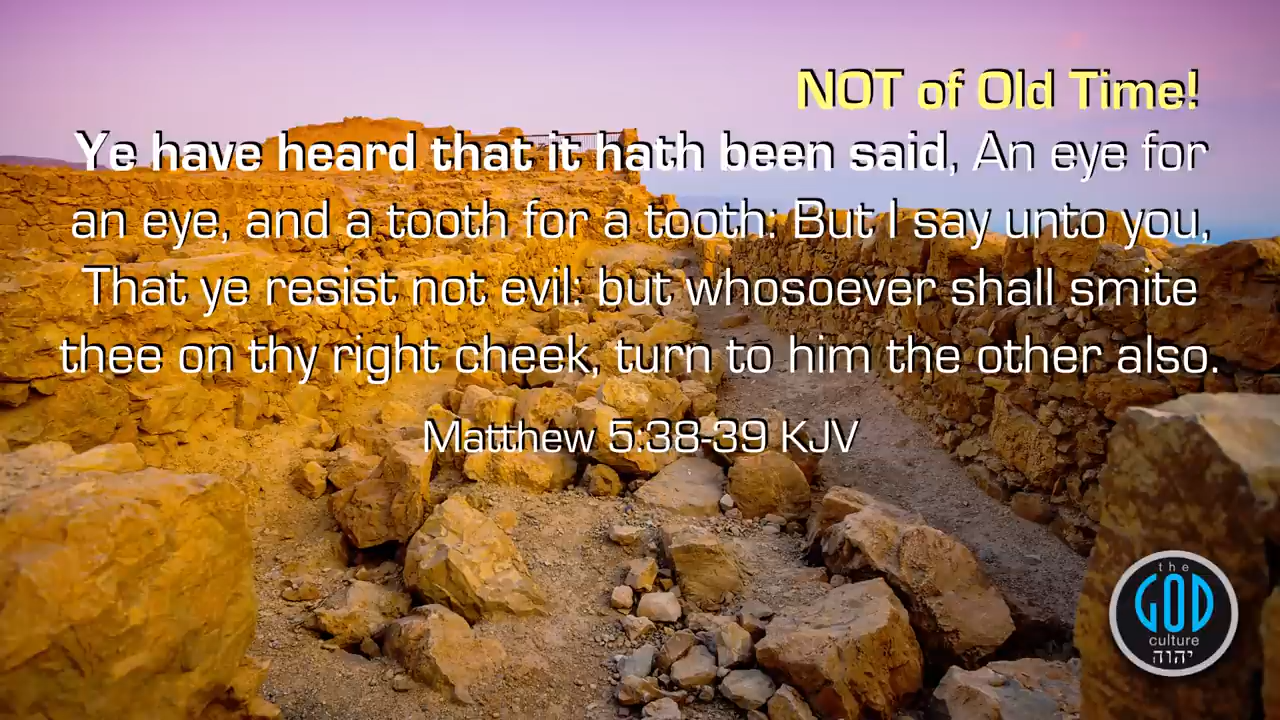 NOT of Old Time!
Ye have heard that it hath been said, An eye for
an eye, and a tooth for a tooth: But I say unto you,
That ye resist not evil: but whosoever shall smite
thee on thy right cheek, turn to him the other also.
Matthew 5:38-39 KJV
the
GOD
culture
יהוה